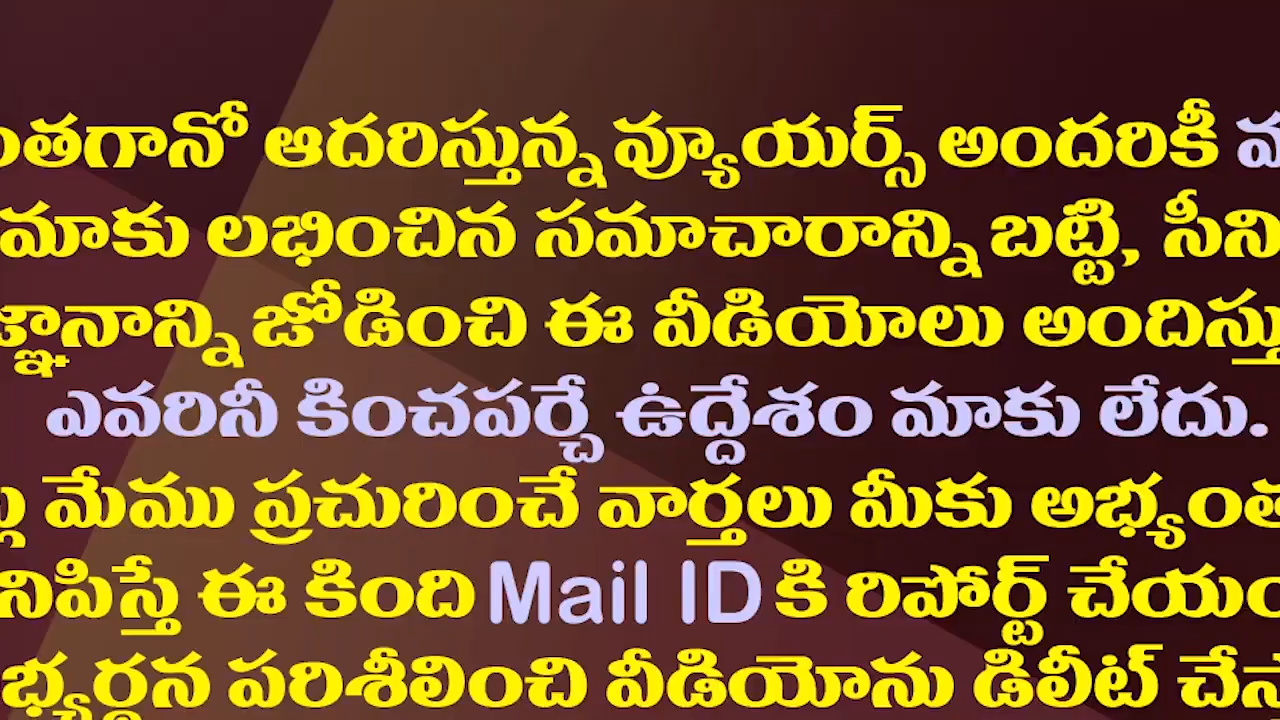 ంతగానో ఆదరిస్తున్న వ్యూయర్స్ అందరికీ
మాకు లభించిన సమాచారాన్ని బట్టి, సీని
జ్ఞానాన్ని జోడించి ఈ వీడియోలు అందిస్తు
ఎవరినీ కించపర్చే ఉద్దేశం మాకు లేదు.
మేము ప్రచురించే వార్తలు మీకు అభ్యంత
నిపిస్తే ఈ కింది Mail ID కి రిపోర్ట్ చేయం
భ్యర్థన పరిశీలించి వీడియోను డిలీట్ చేస